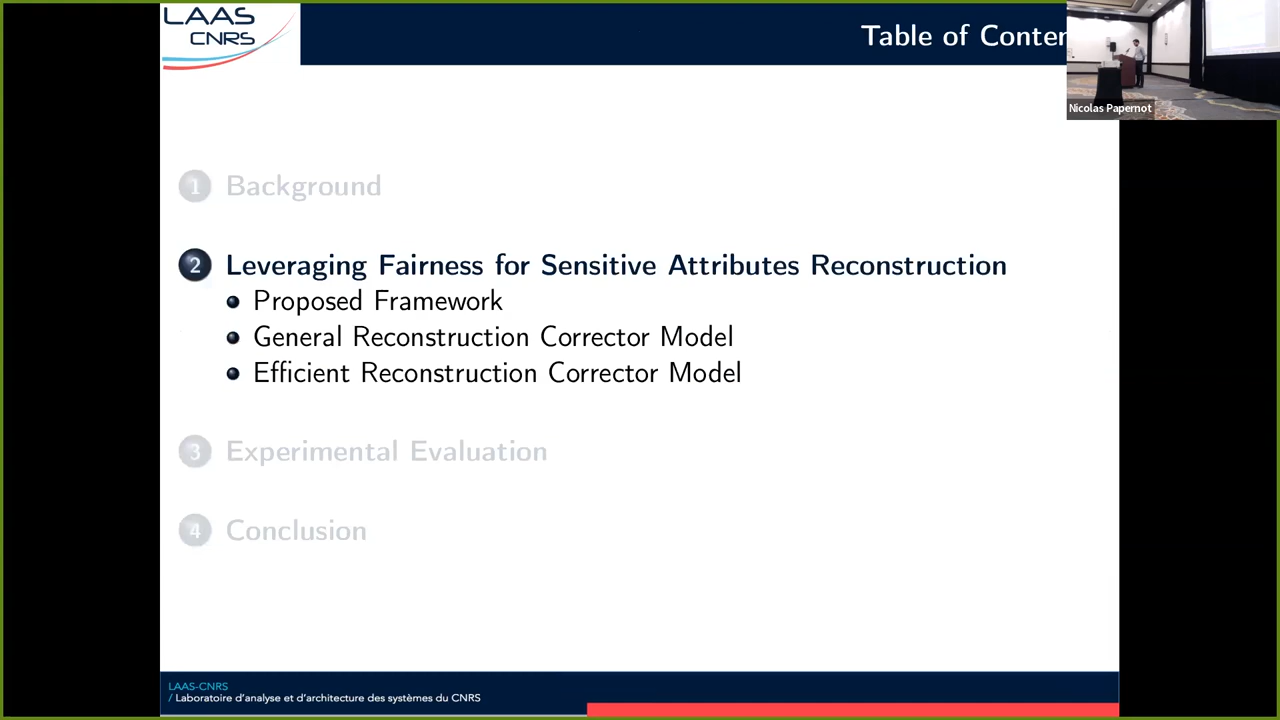 LAAS
CNRS
Table of Conten
Nicolas Papernot
1 Background
2 Leveraging Fairness for Sensitive Attributes Reconstruction
Proposed Framework
General Reconstruction Corrector Model
Efficient Reconstruction Corrector Model
3 Experimental Evaluation
4 Conclusion
LAAS-CNRS
/ Laboratoire d'analyse et d'architecture des systèmes du CNRS